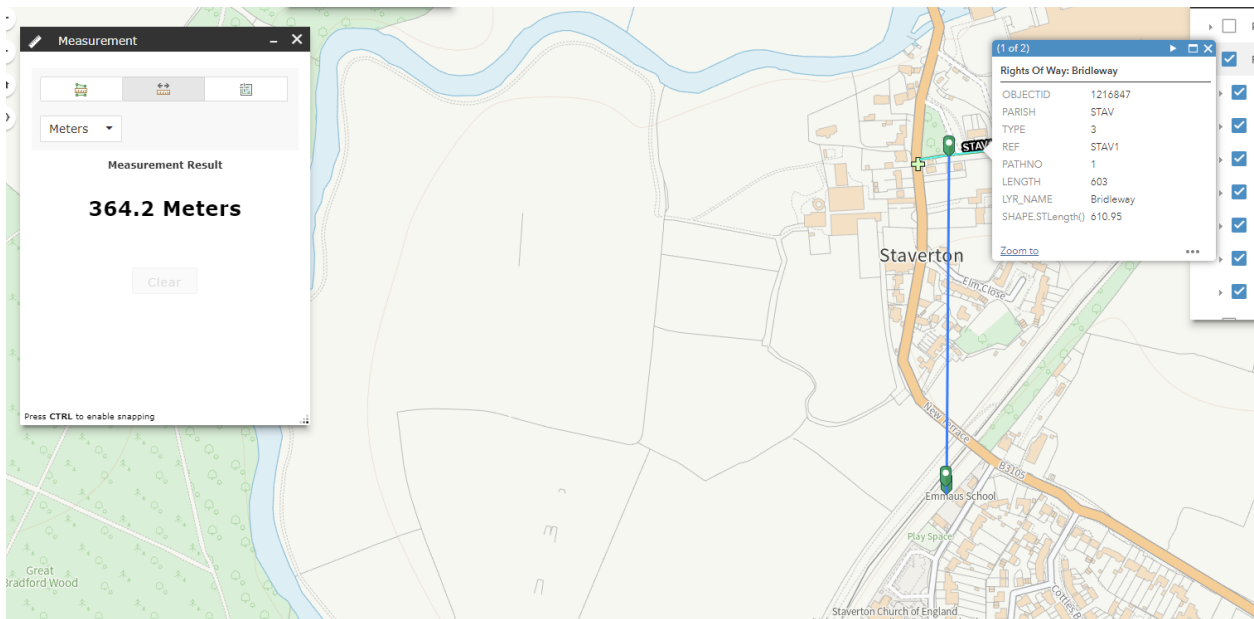 Measurement
Meters
Measurement Result
364.2 Meters
Clear
Press CTRL to enable snapping
(1 of 2)
Rights Of Way: Bridleway
OBJECTID 1216847
PARISH STAV
TYPE 3
REF STAV1
PATHNO 1
LENGTH 603
LYR_NAME Bridleway
SHAPE.STLength() 610.95
Zoom to
STAV
Staverton
Elm Close
New Terrace
B3105
Emmaus School
Play Space
Great
Bradford Wood
Staverton Church of England